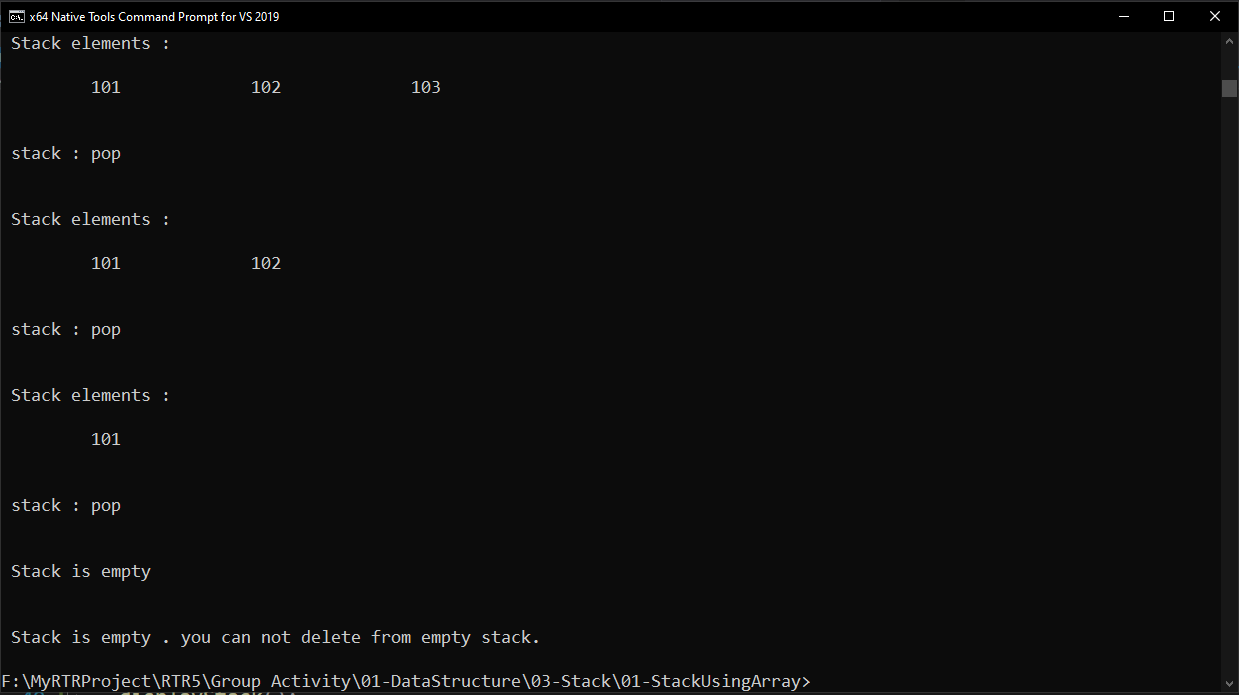 x64 Native Tools Command Prompt for VS 2019
Stack elements :
101 102 103
stack : pop
Stack elements :
101 102
stack : pop
Stack elements :
101
stack : pop
Stack is empty
Stack is empty . you can not delete from empty stack.
F:\MyRTRProject\RTR5\Group Activity\01-DataStructure\03-Stack\01-StackUsingArray>